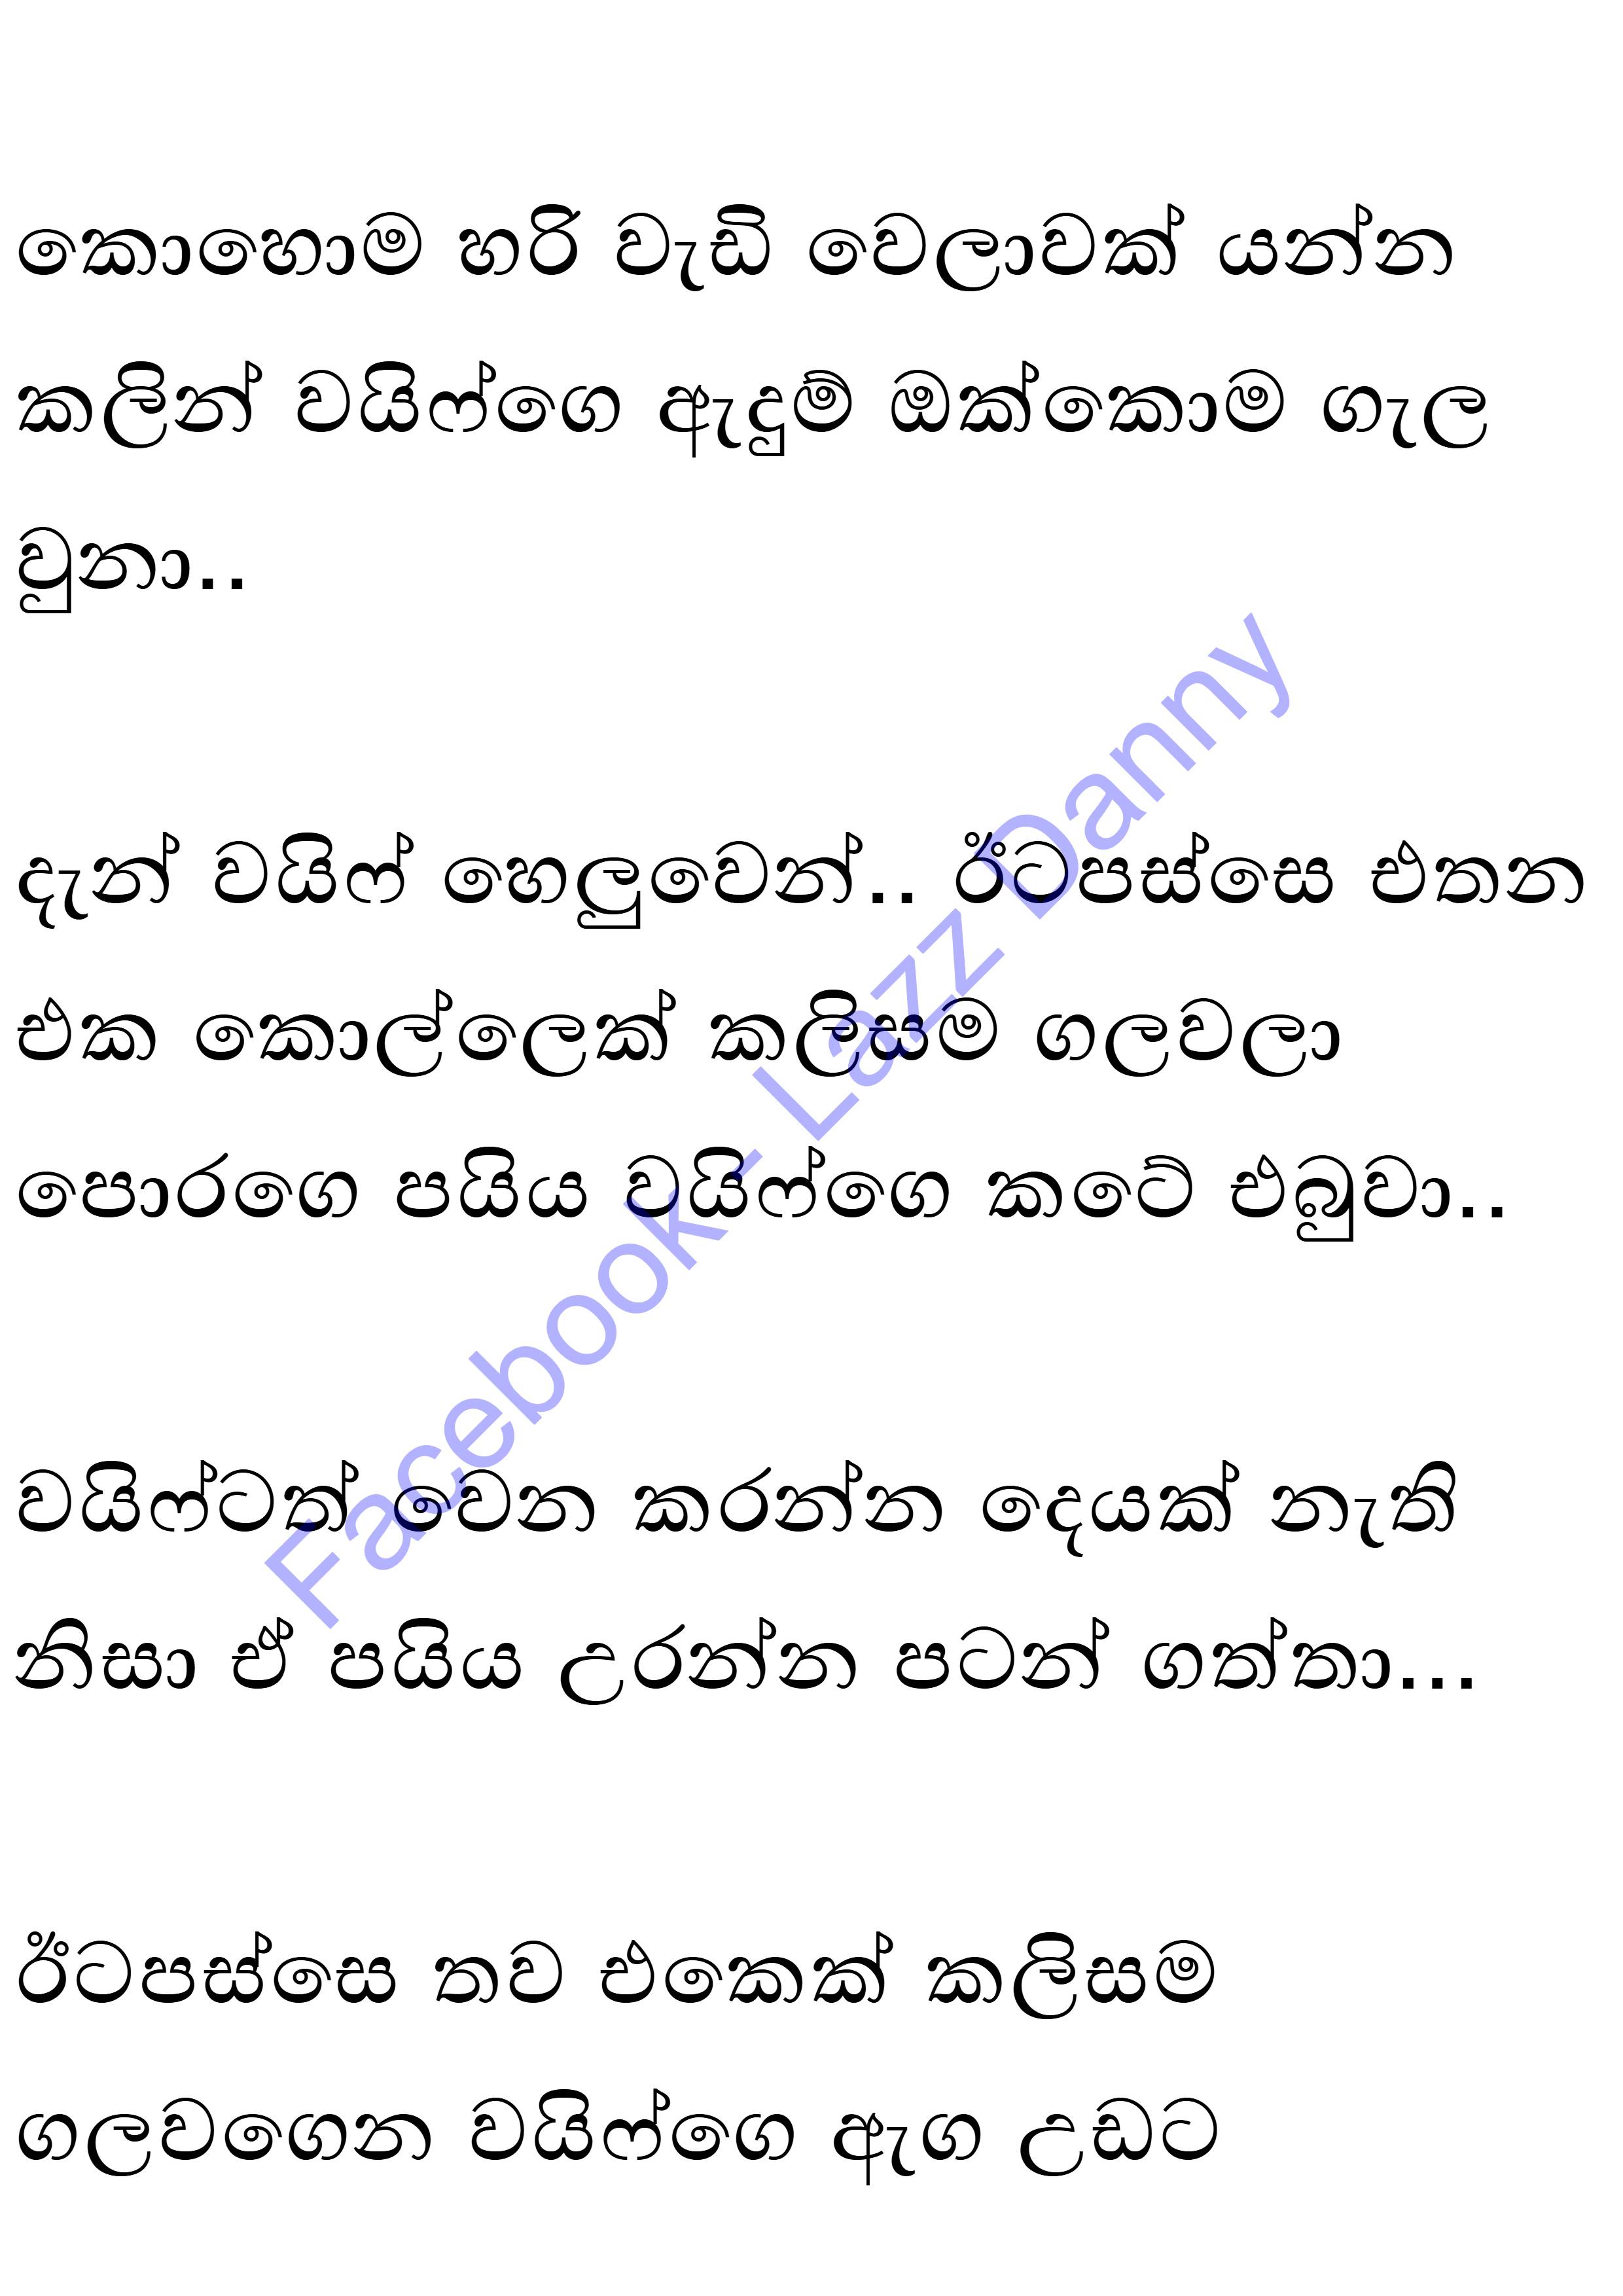 කොහොම හරි වැඩි වෙලාවක් යන්න
කලින් වයිෆ්ගෙ ඇඳුම් ඔක්කොම ගැල
වුනා..
දැන් වයිෆ් හෙලුවෙන්.. ඊටපස්සෙ එතන
එක කොල්ලෙක් කලිසම ගලවලා
පොරගෙ පයිය වයිෆ්ගෙ කටේ එබුවා..
වයිෆ්ටත් වෙන කරන්න දෙයක් නැති
නිසා ඒ පයිය උරන්න පටන් ගත්තා...
ඊටපස්සෙ තව එකෙක් කලිසම
ගලවගෙන වයිෆ්ගෙ ඇග උඩට
Facebook - Lazz Danny